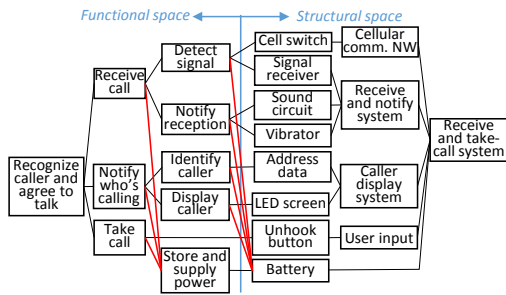 Functional space
Structural space
Recognize
caller and
agree to
talk
Receive
call
Notify
who's
calling
Take
call
Detect
signal
Notify
reception
Identify
caller
Display
caller
Store and
supply
power
Cell switch
Signal
receiver
Sound
circuit
Vibrator
Address
data
LED screen
Unhook
button
Battery
Cellular
comm. NW
Receive
and notify
system
Caller
display
system
User input
Receive
and take-
call system